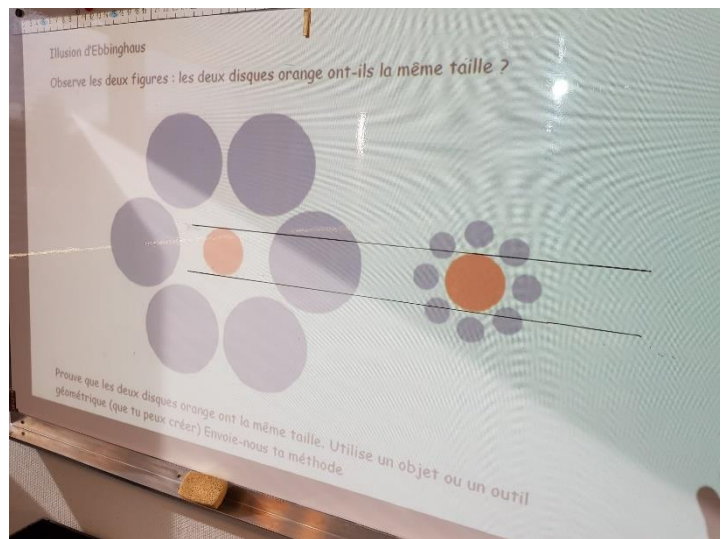 Illusion d'Ebbinghaus
Observe les deux figures : les deux disques orange ont-ils la même taille ?
Prouve que les deux disques orange ont la même taille. Utilise un objet ou un outil
géométrique (que tu peux créer) Envoie-nous ta méthode